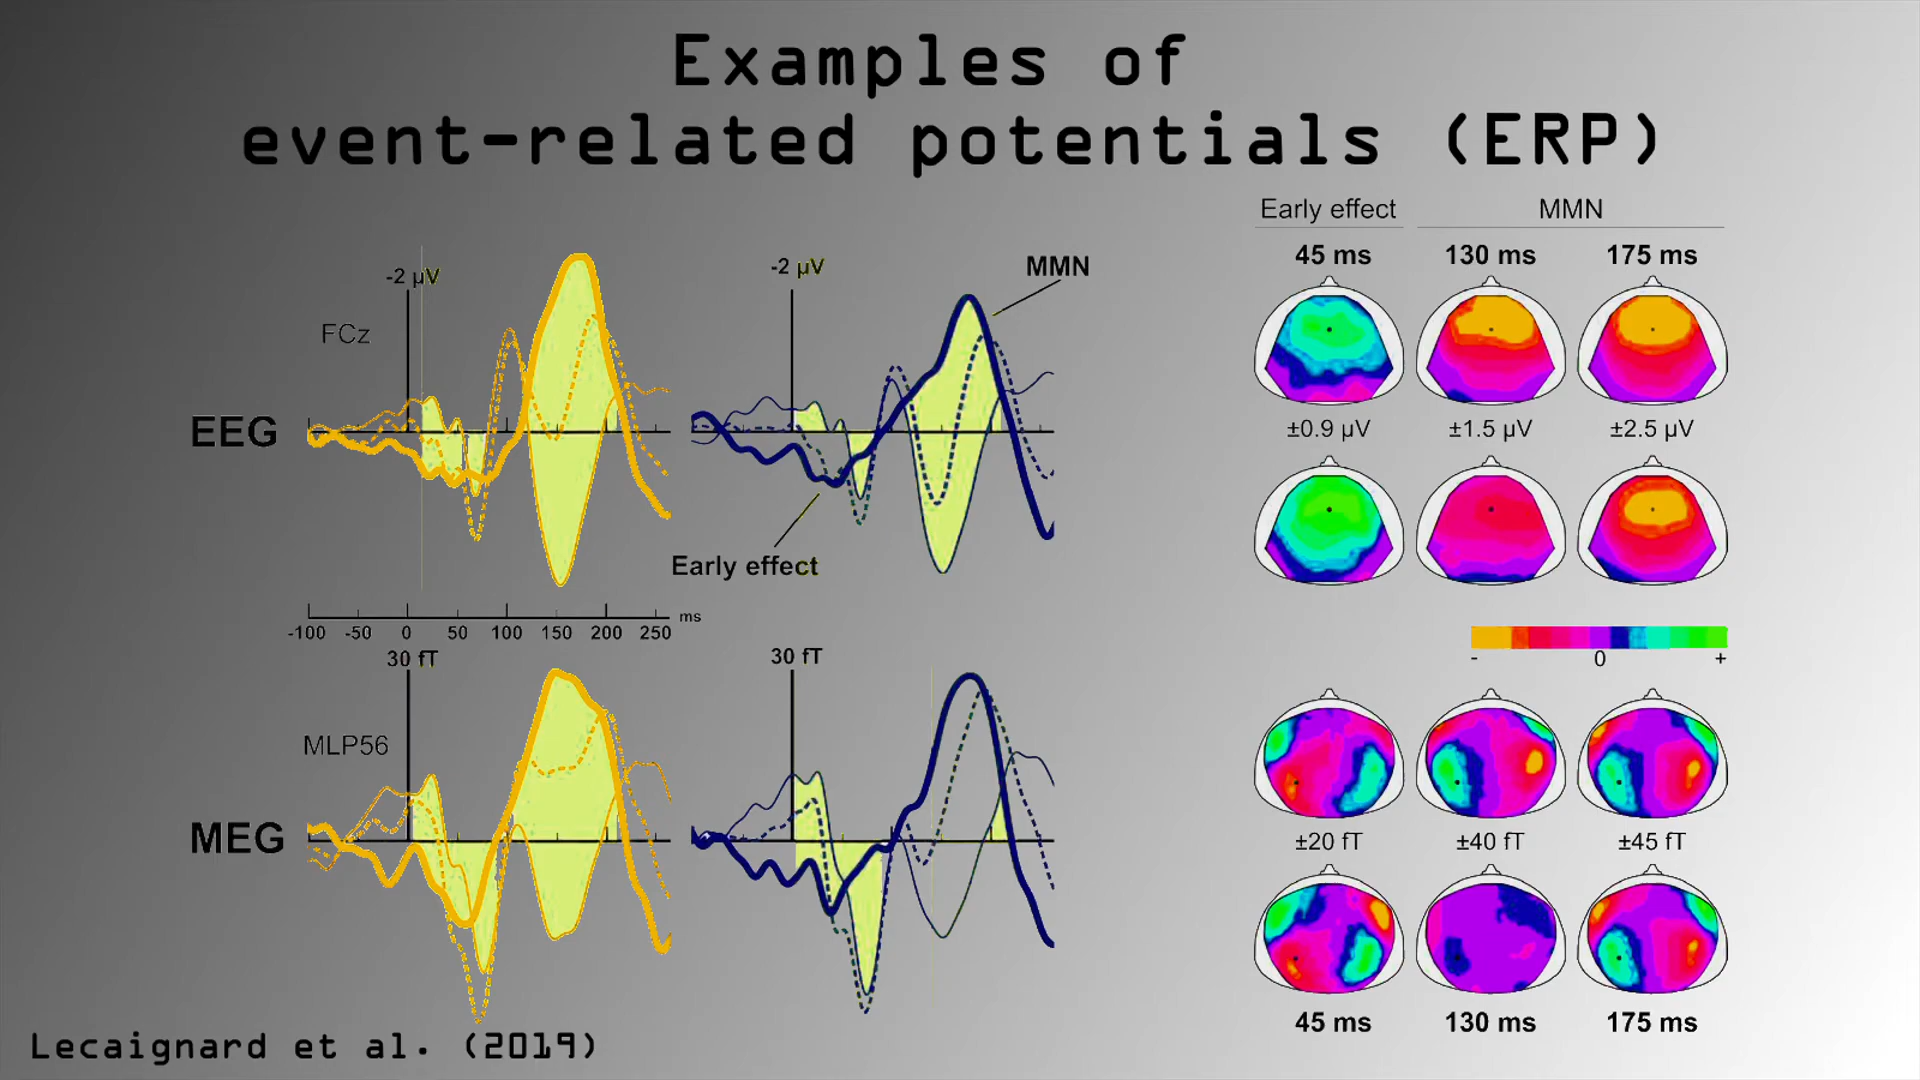 Examples of
event-related potentials (ERP)
Early effect MMN
45 ms 130 ms 175 ms
-2 µV
-2 µV
MMN
FCz
EEG
±0.9 µV ±1.5 µV ±2.5 µV
Early effect
-100 -50 0 50 100 150 200 250 ms
- 0 +
30 fT
30 fT
MLP56
MEG
±20 fT ±40 fT ±45 fT
45 ms 130 ms 175 ms
Lecaignard et al. (2019)